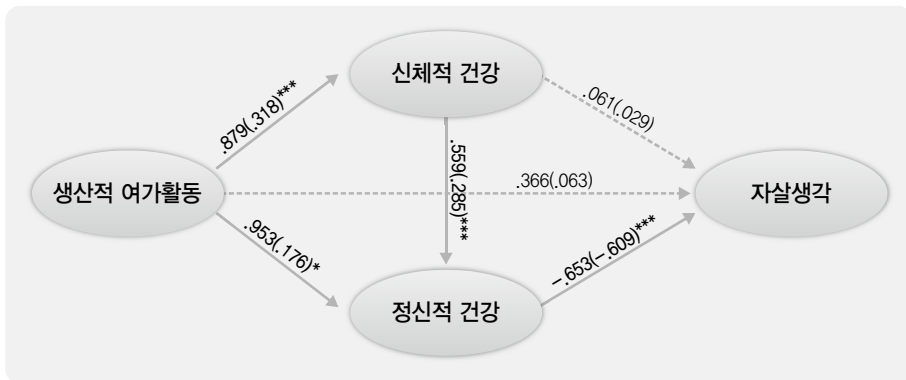 신체적 건강
.879(.318)***
.061(.029)
.559(.285)***
생산적 여가활동
.366(.063)
자살생각
.953(.176)*
-.653(-.609)***
정신적 건강